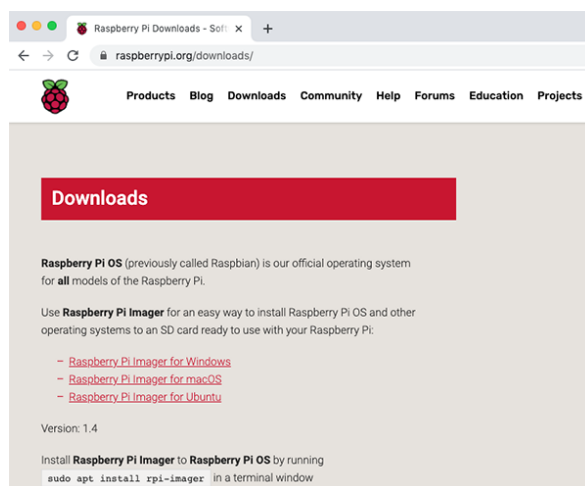 Raspberry Pi Downloads - Soft
raspberrypi.org/downloads/
Products Blog Downloads Community Help Forums Education Projects
Downloads
Raspberry Pi OS (previously called Raspbian) is our official operating system
for all models of the Raspberry Pi.
Use Raspberry Pi Imager for an easy way to install Raspberry Pi OS and other
operating systems to an SD card ready to use with your Raspberry Pi:
– Raspberry Pi Imager for Windows
– Raspberry Pi Imager for macOS
– Raspberry Pi Imager for Ubuntu
Version: 1.4
Install Raspberry Pi Imager to Raspberry Pi OS by running
sudo apt install rpi-imager in a terminal window